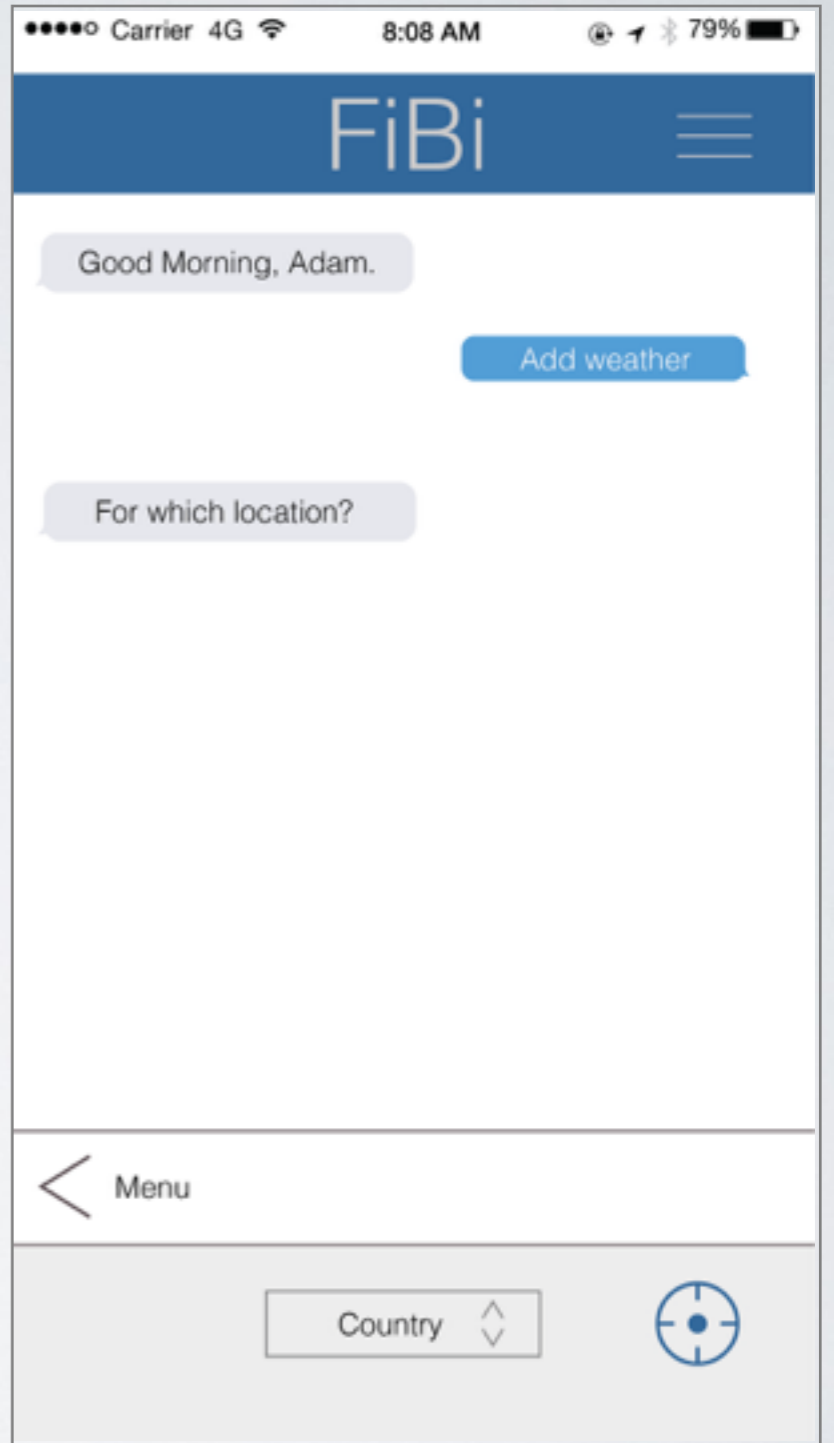 Carrier 4G 8:08 AM 79%
FiBi
Good Morning, Adam.
Add weather
For which location?
Menu
Country